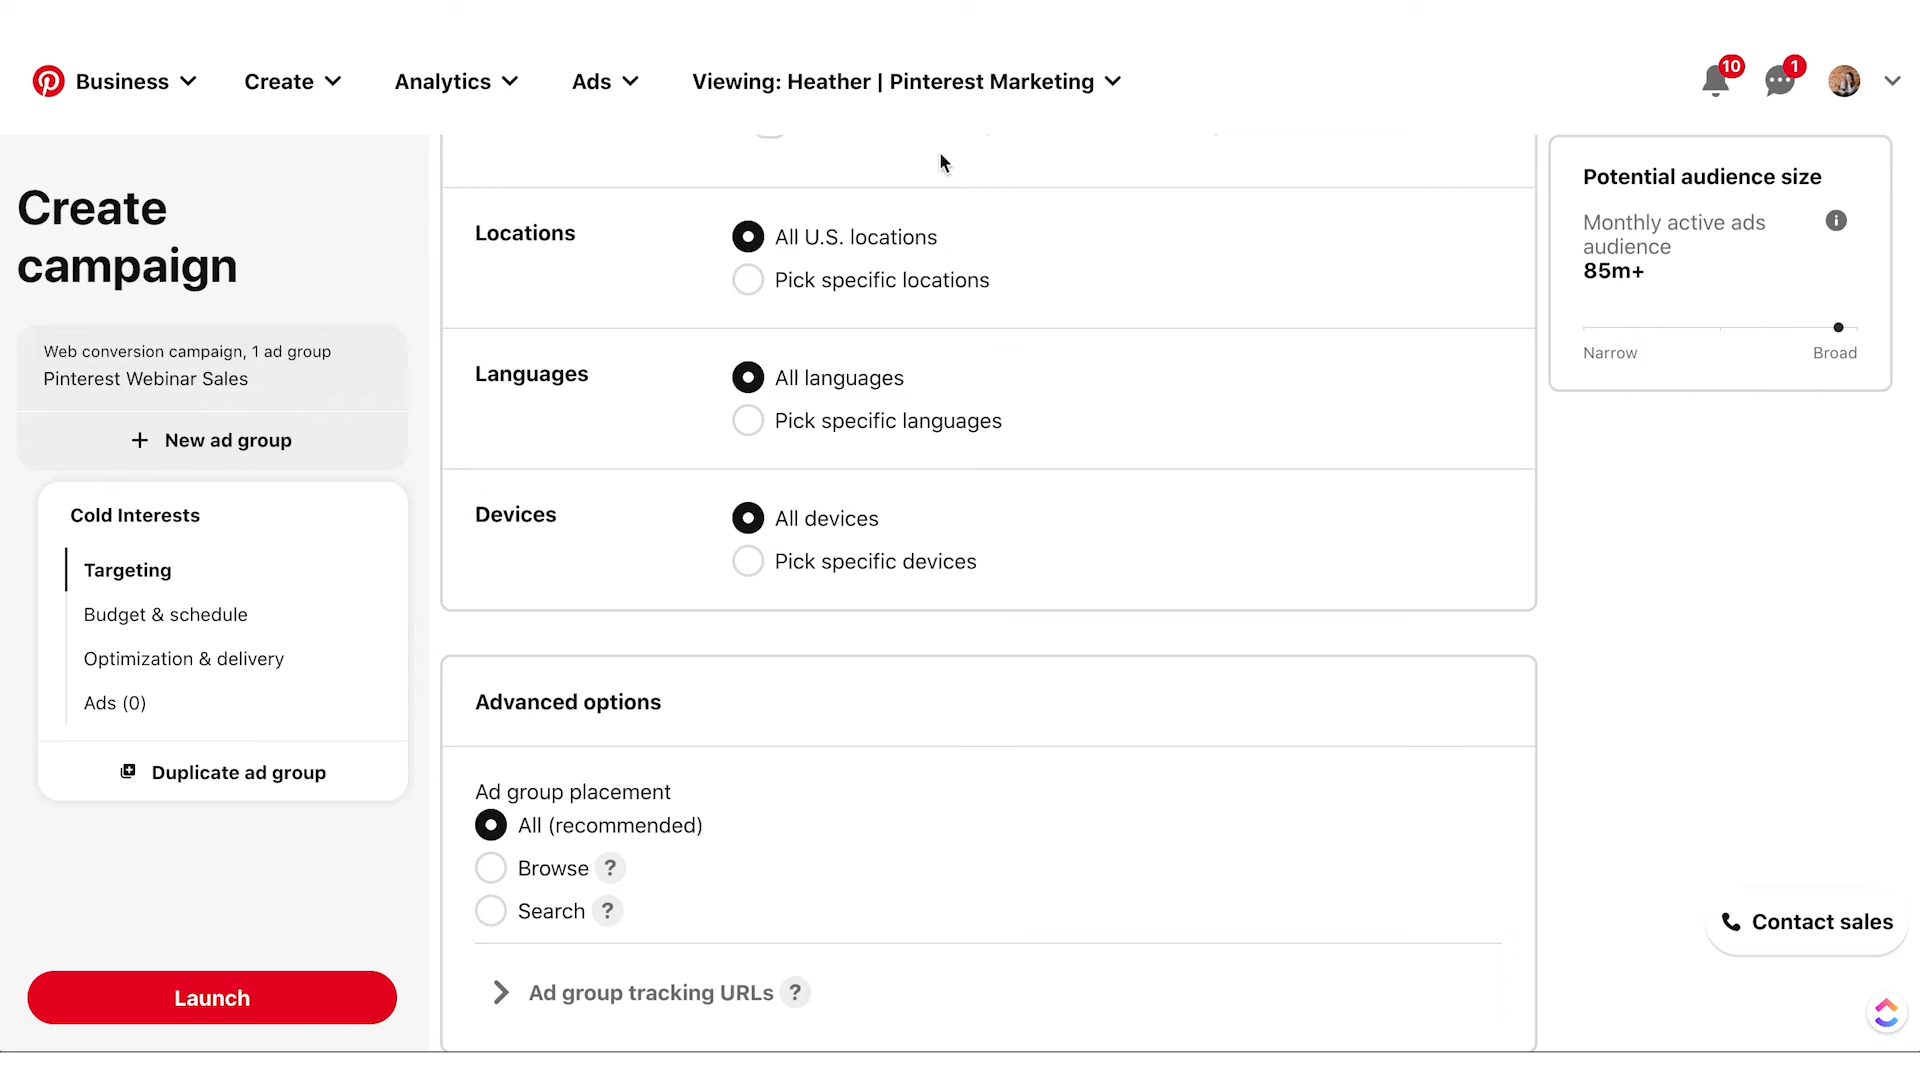 Business
Create
Analytics
Ads
Viewing: Heather | Pinterest Marketing
10
1
Create
campaign
Web conversion campaign, 1 ad group
Pinterest Webinar Sales
+ New ad group
Cold Interests
Targeting
Budget & schedule
Optimization & delivery
Ads (0)
Duplicate ad group
Launch
Locations
All U.S. locations
Pick specific locations
Languages
All languages
Pick specific languages
Devices
All devices
Pick specific devices
Advanced options
Ad group placement
All (recommended)
Browse ?
Search ?
Ad group tracking URLs ?
Potential audience size
Monthly active ads
audience
85m+
Narrow
Broad
Contact sales